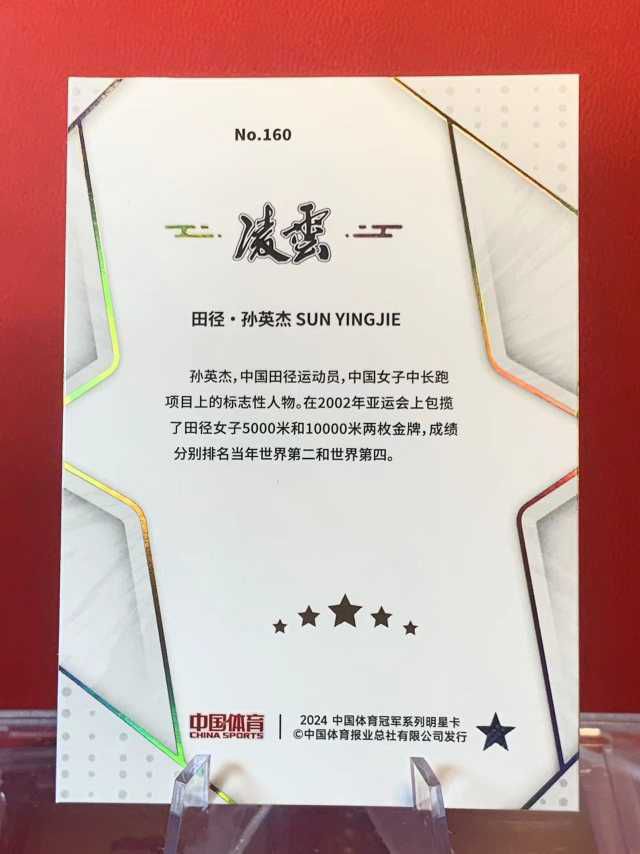 No.160
凌雲
田径·孙英杰 SUN YINGJIE
孙英杰,中国田径运动员,中国女子中长跑
项目上的标志性人物。在2002年亚运会上包揽
了田径女子5000米和10000米两枚金牌,成绩
分别排名当年世界第二和世界第四。
中国体育
CHINA SPORTS
2024 中国体育冠军系列明星卡
©中国体育报业总社有限公司发行